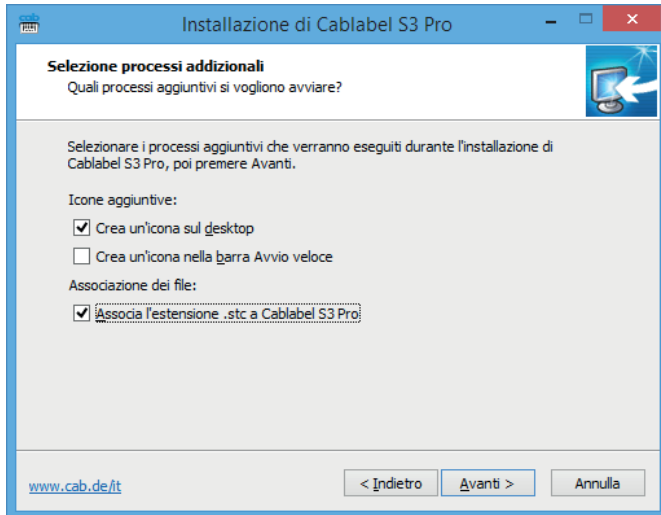 cab
Installazione di Cablabel S3 Pro
Selezione processi addizionali
Quali processi aggiuntivi si vogliono avviare?
Selezionare i processi aggiuntivi che verranno eseguiti durante l'installazione di
Cablabel S3 Pro, poi premere Avanti.
Icone aggiuntive:
Crea un'icona sul desktop
Crea un'icona nella barra Avvio veloce
Associazione dei file:
Associa l'estensione .stc a Cablabel S3 Pro
www.cab.de/it
< Indietro
Avanti >
Annulla